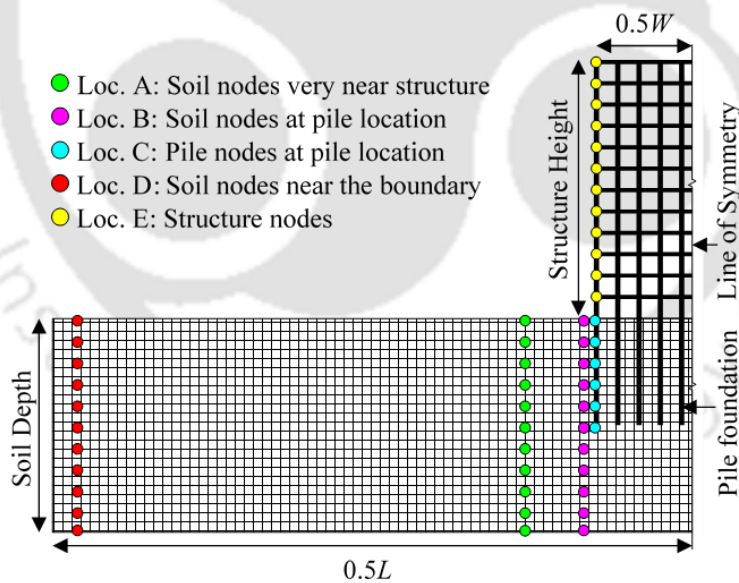 0.5W
Loc. A: Soil nodes very near structure
Loc. B: Soil nodes at pile location
Loc. C: Pile nodes at pile location
Loc. D: Soil nodes near the boundary
Loc. E: Structure nodes
Structure Height
Line of Symmetry
Soil Depth
Pile foundation
0.5L
Ins